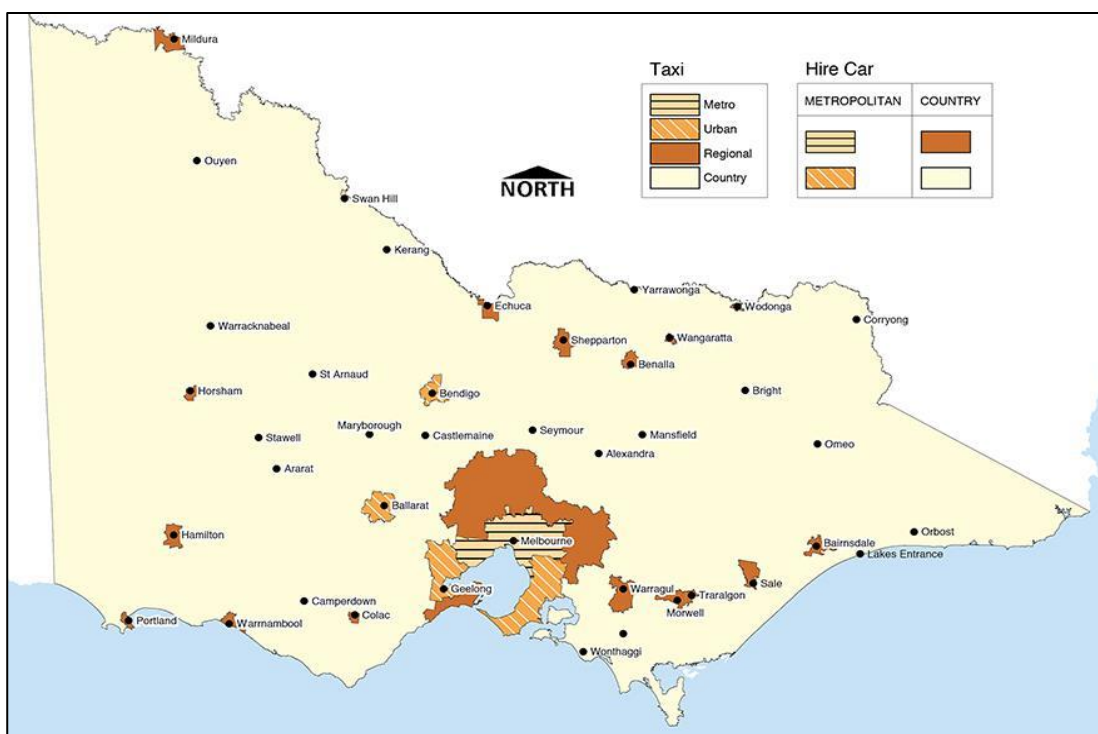 Mildura
Taxi
Hire Car
METROPOLITAN
COUNTRY
Metro
Urban
Regional
Country
Ouyen
NORTH
Swan Hill
Kerang
Yarrawonga
Echuca
Wodonga
Corryong
Warracknabeal
Shepparton
Wangaratta
Benalla
St Arnaud
Horsham
Bendigo
Bright
Maryborough
Castlemaine
Seymour
Mansfield
Stawell
Omeo
Alexandra
Ararat
Ballarat
Hamilton
Melbourne
Orbost
Bairnsdale
Lakes Entrance
Geelong
Warragul
Sale
Traralgon
Morwell
Camperdown
Colac
Portland
Warrnambool
Wonthaggi